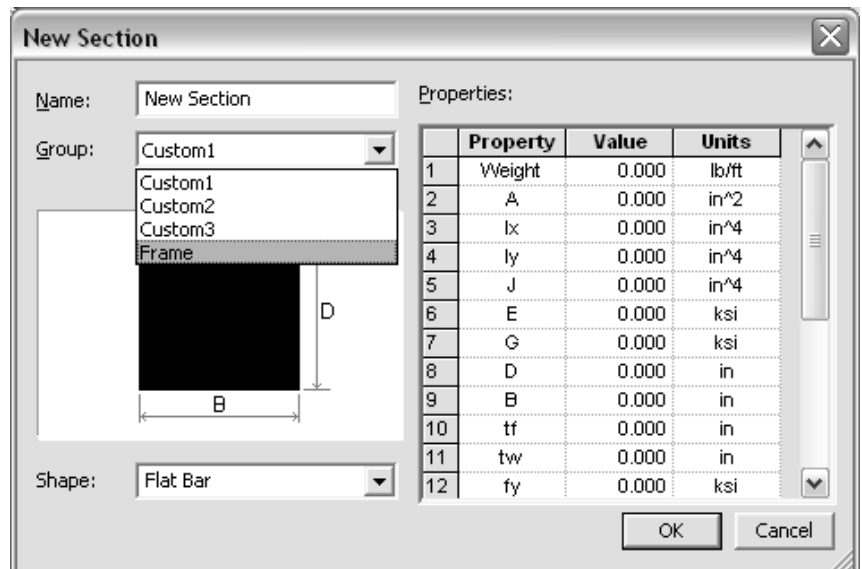 New Section
Name: New Section
Group: Custom1
Custom1
Custom2
Custom3
Frame
D
B
Shape: Flat Bar
Properties:
Property Value Units
1 Weight 0.000 lb/ft
2 A 0.000 in^2
3 Ix 0.000 in^4
4 Iy 0.000 in^4
5 J 0.000 in^4
6 E 0.000 ksi
7 G 0.000 ksi
8 D 0.000 in
9 B 0.000 in
10 tf 0.000 in
11 tw 0.000 in
12 fy 0.000 ksi
OK Cancel